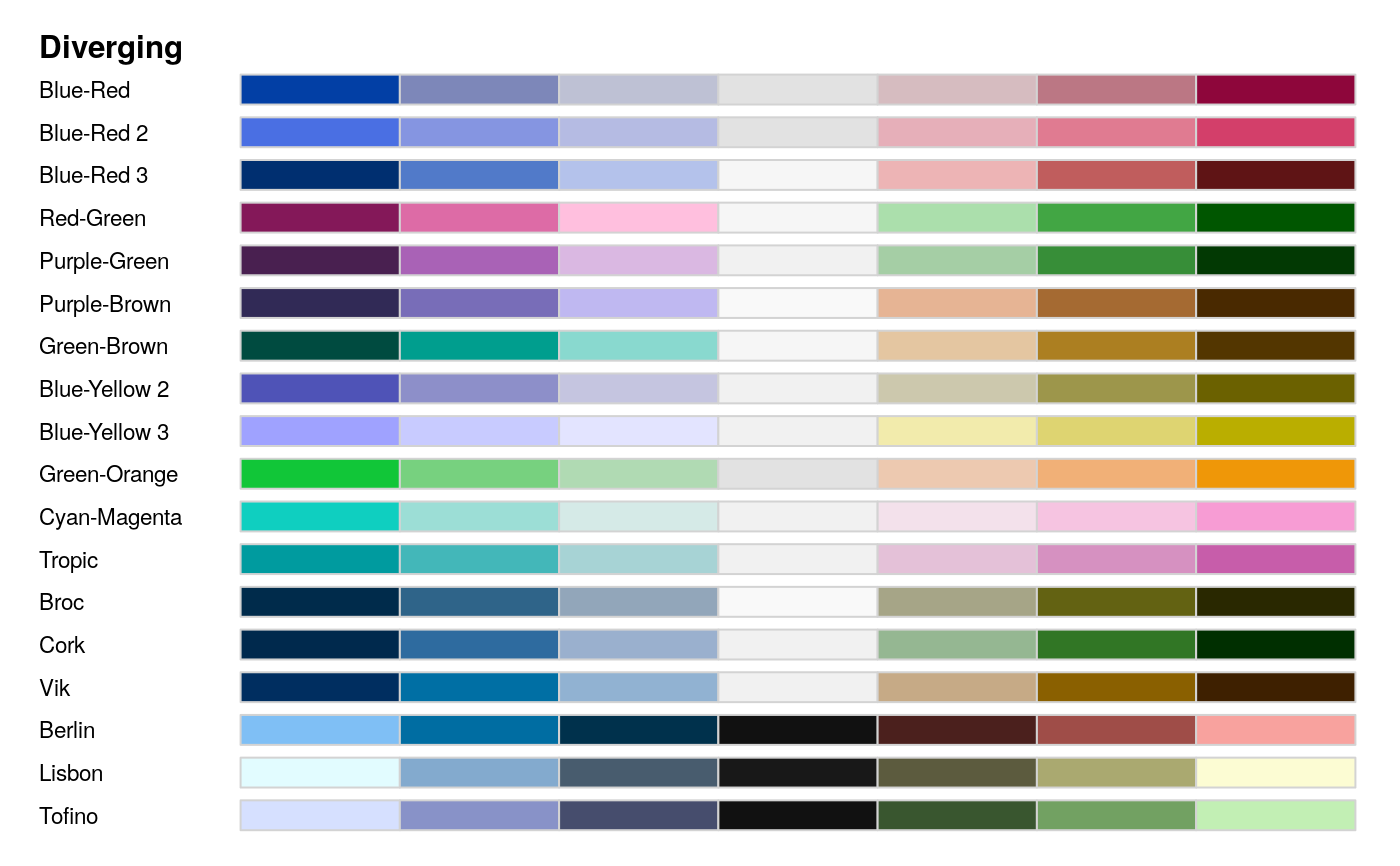 Diverging
Blue-Red
Blue-Red 2
Blue-Red 3
Red-Green
Purple-Green
Purple-Brown
Green-Brown
Blue-Yellow 2
Blue-Yellow 3
Green-Orange
Cyan-Magenta
Tropic
Broc
Cork
Vik
Berlin
Lisbon
Tofino